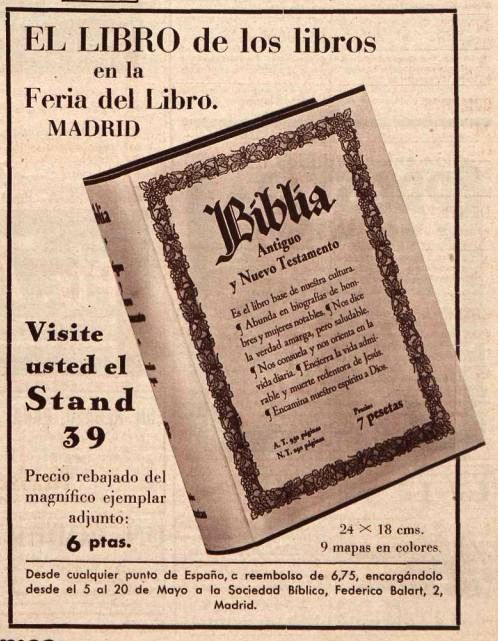 EL LIBRO de los libros
en la
Feria del Libro.
MADRID
Biblia
Antiguo
y Nuevo Testamento
Es el libro base de nuestra cultura.
¶ Abunda en biografías de hom-
bres y mujeres notables. ¶ Nos dice
la verdad amarga, pero saludable.
¶ Nos consuela y nos orienta en la
vida diaria. ¶ Encierra la vida admi-
rable y muerte redentora de Jesús.
¶ Encamina nuestro espíritu a Dios.
A. T. 930 páginas
N. T. 290 páginas
Precio:
7 pesetas
Visite
usted el
Stand
39
Precio rebajado del
magnífico ejemplar
adjunto:
6 ptas.
24 × 18 cms.
9 mapas en colores.
Desde cualquier punto de España, a reembolso de 6,75, encargándolo
desde el 5 al 20 de Mayo a la Sociedad Bíblica, Federico Balart, 2,
Madrid.